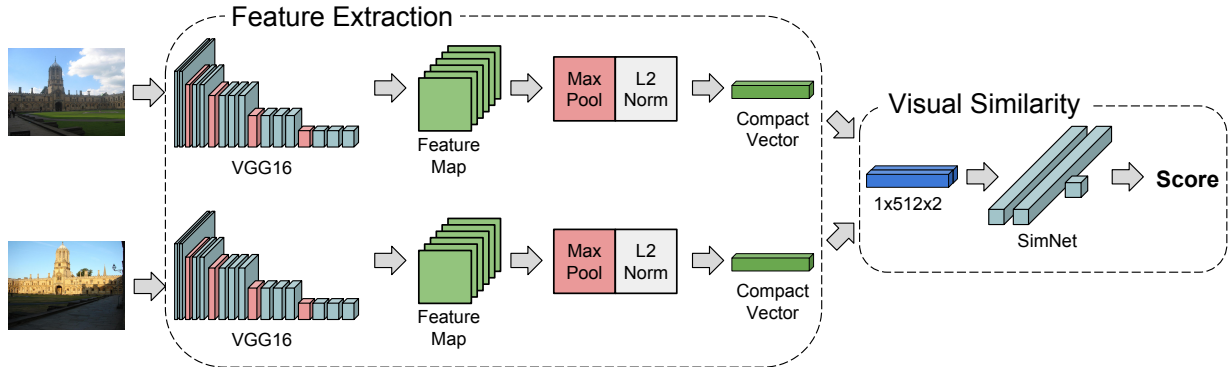 Feature Extraction
VGG16
Feature
Map
Max
Pool
L2
Norm
Compact
Vector
VGG16
Feature
Map
Max
Pool
L2
Norm
Compact
Vector
Visual Similarity
1x512x2
SimNet
Score